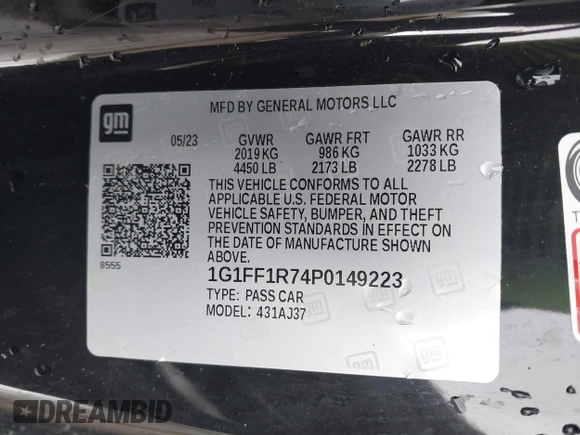 gm
MFD BY GENERAL MOTORS LLC
05/23 GVWR GAWR FRT GAWR RR
2019 KG 986 KG 1033 KG
4450 LB 2173 LB 2278 LB
THIS VEHICLE CONFORMS TO ALL
APPLICABLE U.S. FEDERAL MOTOR
VEHICLE SAFETY, BUMPER, AND THEFT
PREVENTION STANDARDS IN EFFECT ON
THE DATE OF MANUFACTURE SHOWN
ABOVE.
8555
1G1FF1R74P0149223
TYPE: PASS CAR
MODEL: 431AJ37
DREAMBID